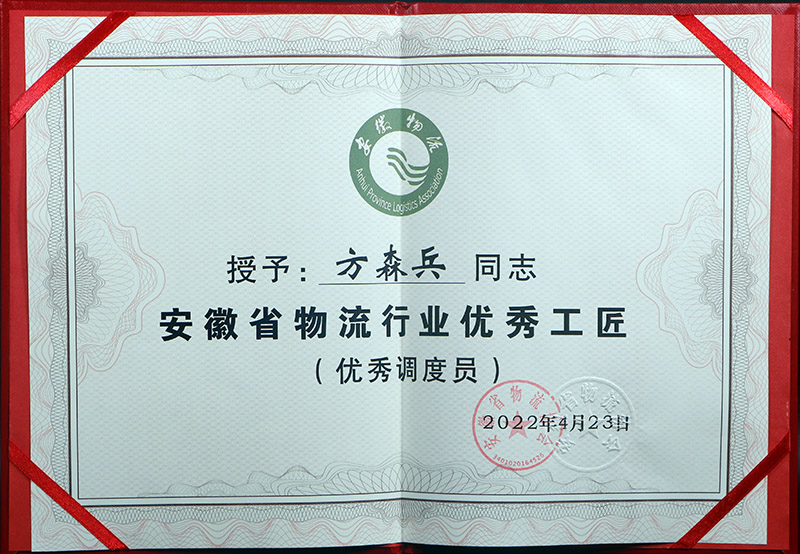 安徽物流
Anhui Province Logistics Association
授予：方森兵 同志
安徽省物流行业优秀工匠
（优秀调度员）
2022年4月23日